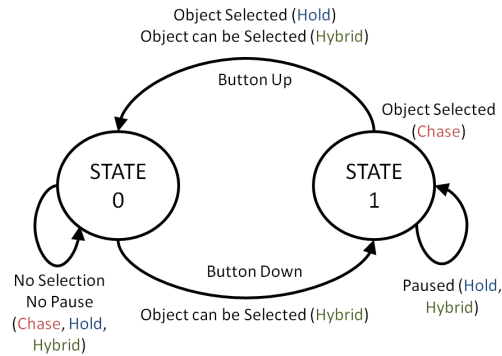 Object Selected (Hold)
Object can be Selected (Hybrid)
Button Up
Object Selected
(Chase)
STATE
0
STATE
1
Button Down
No Selection
No Pause
(Chase, Hold,
Hybrid)
Object can be Selected (Hybrid)
Paused (Hold,
Hybrid)